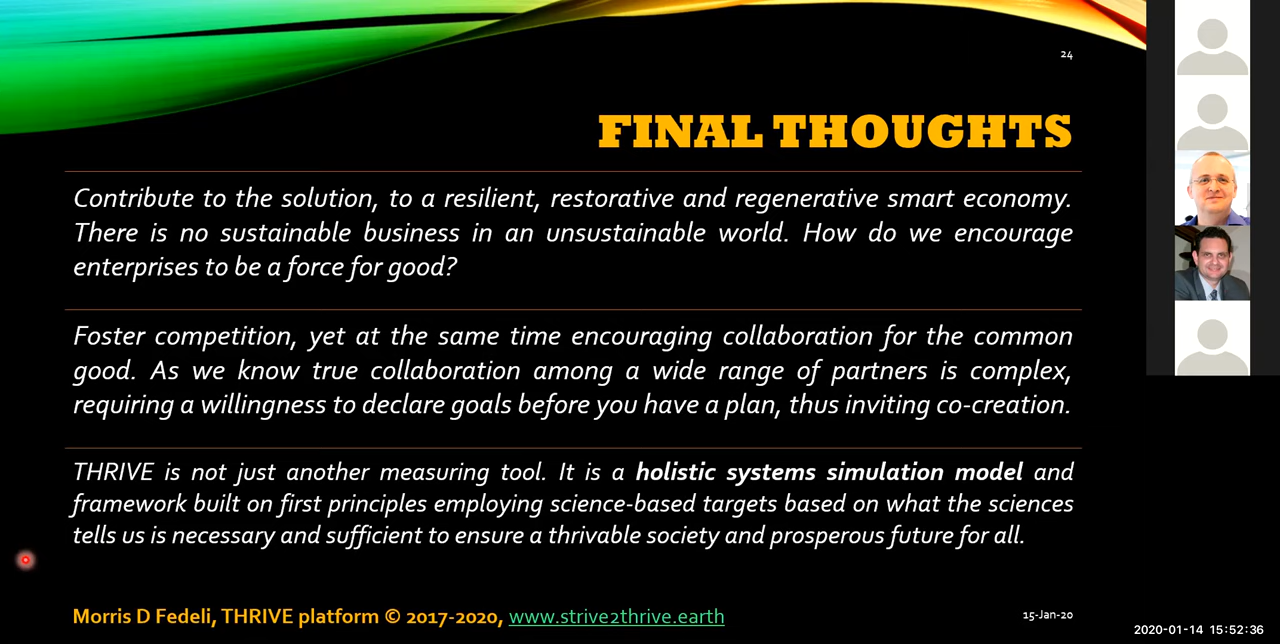 24
FINAL THOUGHTS
Contribute to the solution, to a resilient, restorative and regenerative smart economy.
There is no sustainable business in an unsustainable world. How do we encourage
enterprises to be a force for good?
Foster competition, yet at the same time encouraging collaboration for the common
good. As we know true collaboration among a wide range of partners is complex,
requiring a willingness to declare goals before you have a plan, thus inviting co-creation.
THRIVE is not just another measuring tool. It is a holistic systems simulation model and
framework built on first principles employing science-based targets based on what the sciences
tells us is necessary and sufficient to ensure a thrivable society and prosperous future for all.
Morris D Fedeli, THRIVE platform © 2017-2020, www.strive2thrive.earth
15-Jan-20
2020-01-14 15:52:36